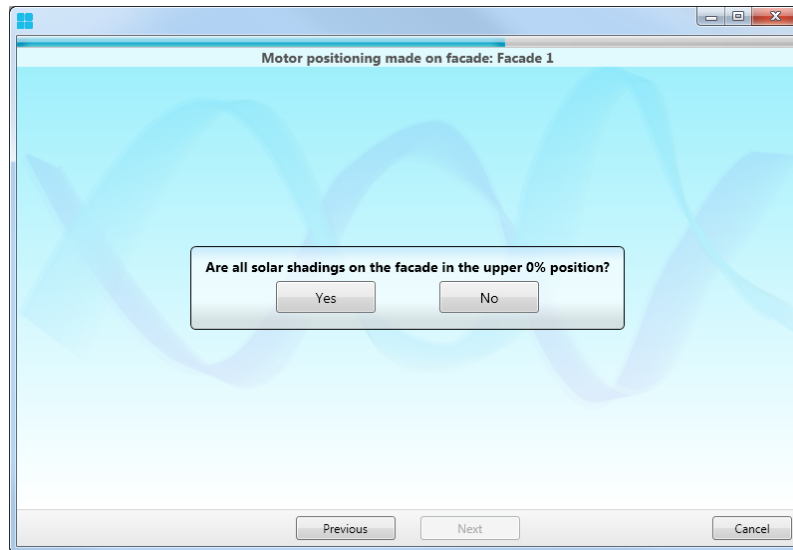 Motor positioning made on facade: Facade 1
Are all solar shadings on the facade in the upper 0% position?
Yes No
Previous Next Cancel